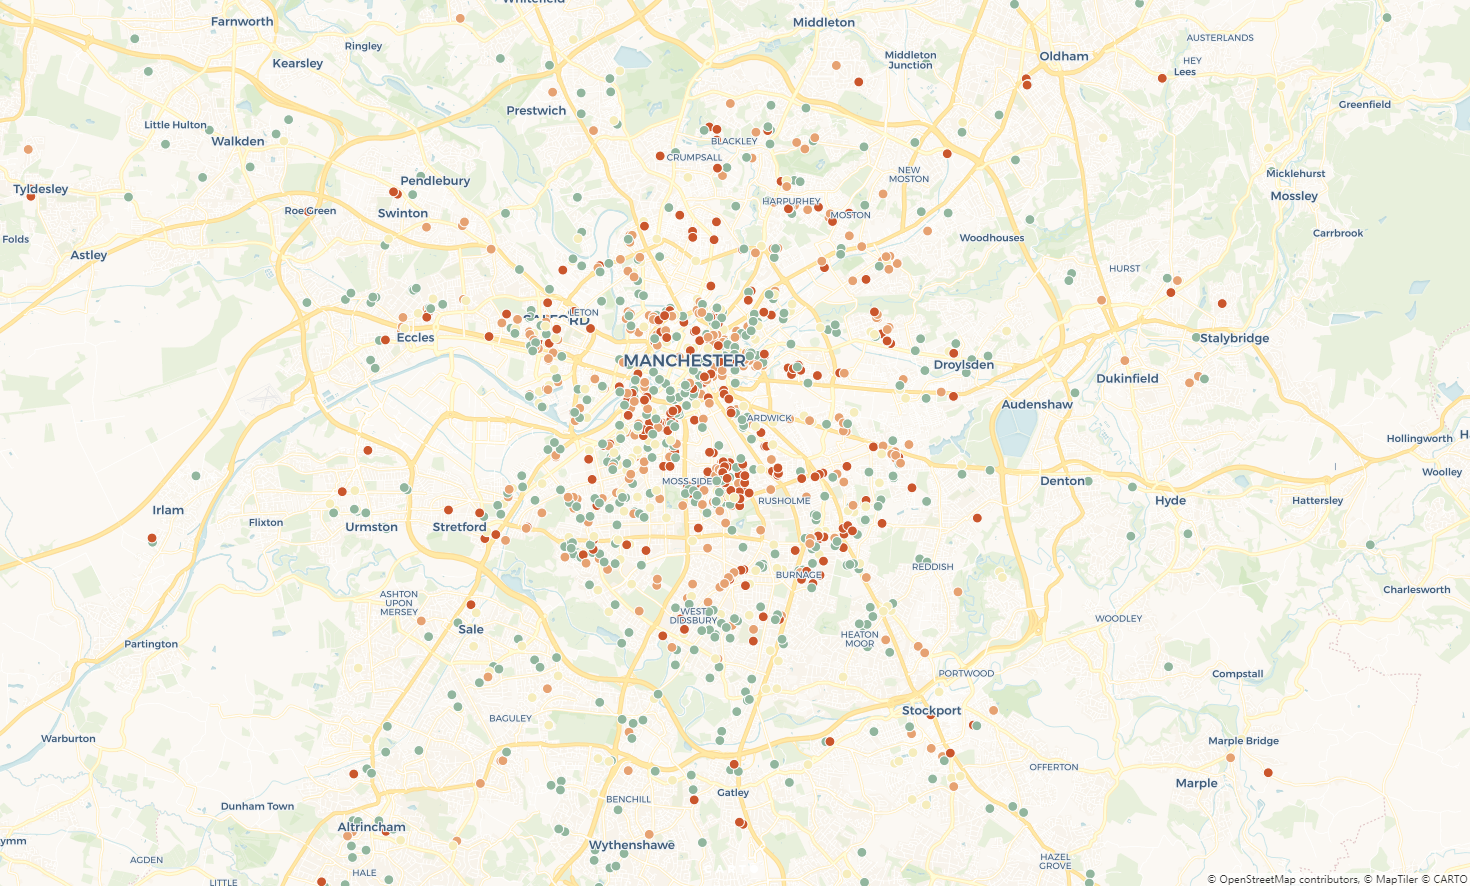 Whitefield
Farnworth
Middleton
AUSTERLANDS
Ringley
Kearsley
Middleton
Junction
Oldham
HEY
Lees
Prestwich
Greenfield
Little Hulton
Walkden
BLACKLEY
CRUMPSALL
NEW
MOSTON
Micklehurst
Tyldesley
Pendlebury
Mossley
Roe Green
Swinton
HARPURHEY
MOSTON
Folds
Astley
Woodhouses
Carrbrook
HURST
LETON
SALFORD
Eccles
MANCHESTER
Stalybridge
Droylsden
Dukinfield
Audenshaw
ARDWICK
Hollingworth
H
Woolley
MOSS SIDE
Denton
RUSHOLME
Hyde
Hattersley
Irlam
Flixton
Urmston
Stretford
BURNAGE
REDDISH
ASHTON
UPON
MERSEY
Charlesworth
WEST
DIDSBURY
WOODLEY
Sale
HEATON
MOOR
Partington
PORTWOOD
Compstall
BAGULEY
Stockport
Warburton
Marple Bridge
OFFERTON
Marple
Dunham Town
BENCHILL
Gatley
Altrincham
ymm
Wythenshawe
AGDEN
HAZEL
GROVE
HALE
LITTLE
© OpenStreetMap contributors, © MapTiler © CARTO